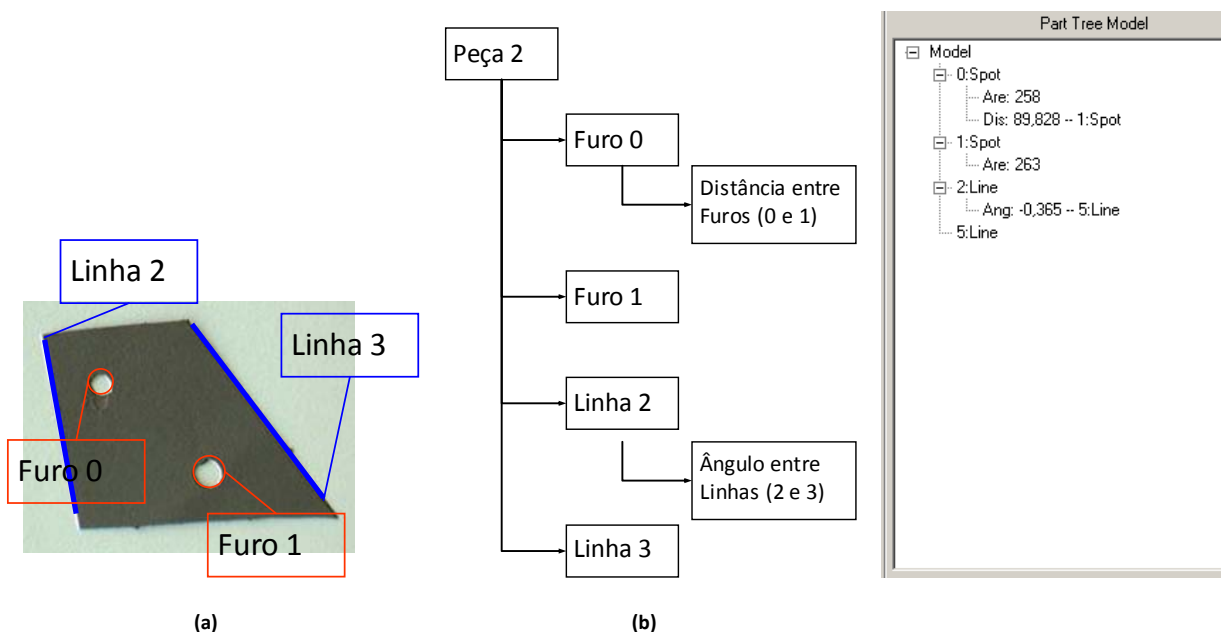 Linha 2
Linha 3
Furo 0
Furo 1
(a)
Peça 2
Furo 0
Distância entre
Furos (0 e 1)
Furo 1
Linha 2
Ângulo entre
Linhas (2 e 3)
Linha 3
(b)
Part Tree Model
Model
0:Spot
Are: 258
Dis: 89,828 -- 1:Spot
1:Spot
Are: 263
2:Line
Ang: -0,365 -- 5:Line
5:Line